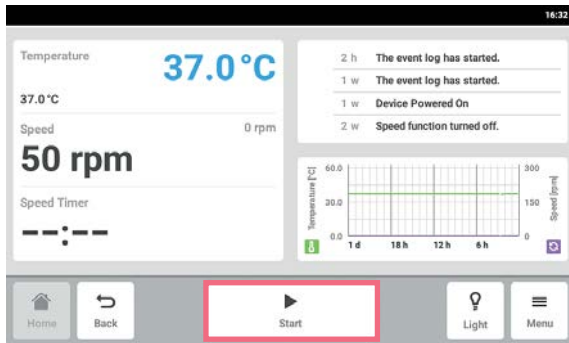 16:32
Temperature
37.0°C
37.0°C
Speed
0 rpm
50 rpm
Speed Timer
--:--
2 h The event log has started.
1 w The event log has started.
1 w Device Powered On
2 w Speed function turned off.
Temperature [°C]
60.0
30.0
0.0
1 d 18 h 12 h 6 h
300
150
0
Speed [rpm]
Home
Back
Start
Light
Menu